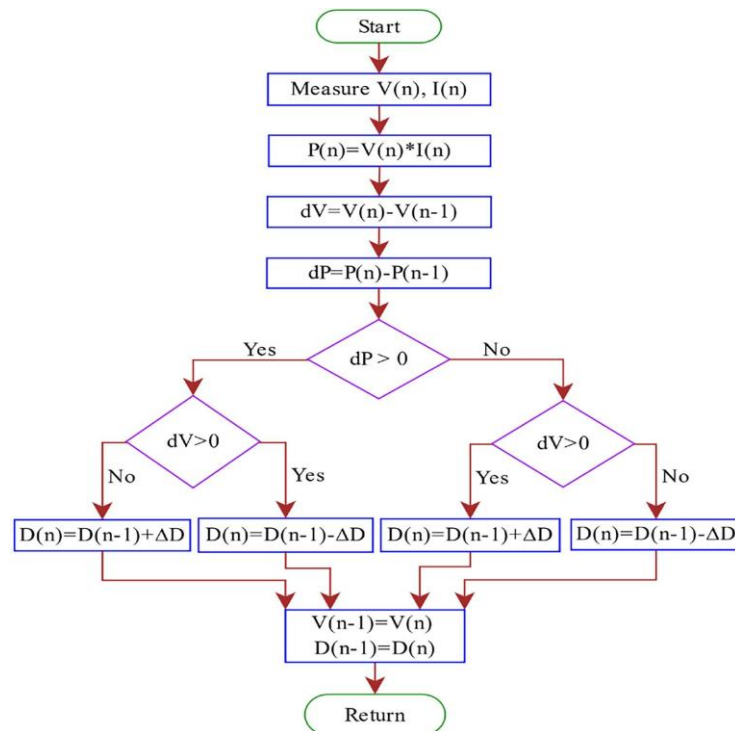 Start
Measure V(n), I(n)
P(n)=V(n)*I(n)
dV=V(n)-V(n-1)
dP=P(n)-P(n-1)
Yes
dP > 0
No
dV>0
dV>0
No
Yes
Yes
No
D(n)=D(n-1)+ΔD
D(n)=D(n-1)-ΔD
D(n)=D(n-1)+ΔD
D(n)=D(n-1)-ΔD
V(n-1)=V(n)
D(n-1)=D(n)
Return